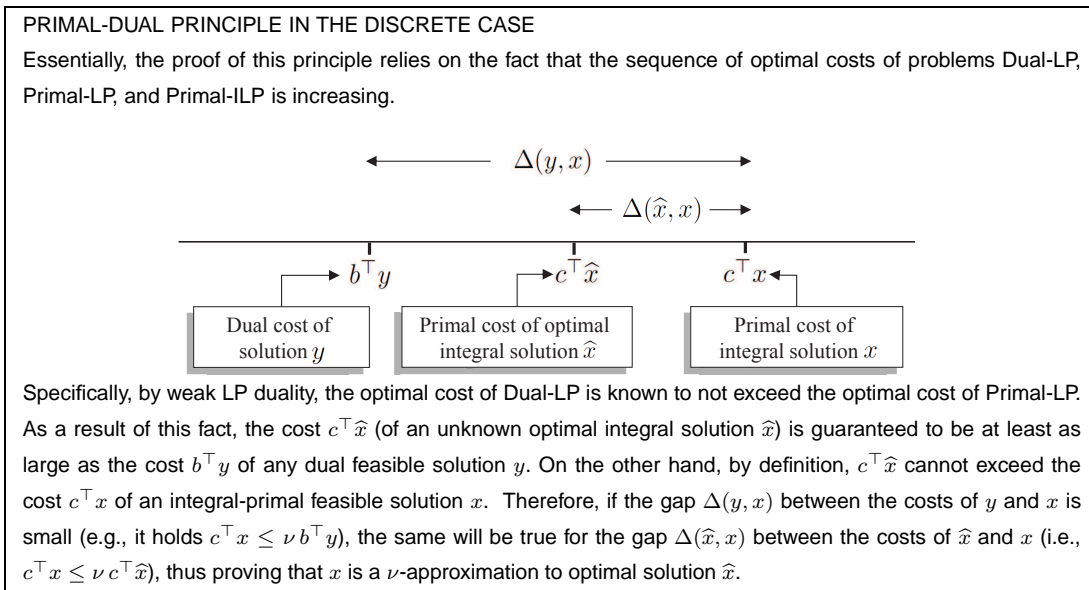 PRIMAL-DUAL PRINCIPLE IN THE DISCRETE CASE
Essentially, the proof of this principle relies on the fact that the sequence of optimal costs of problems Dual-LP,
Primal-LP, and Primal-ILP is increasing.
Δ(y, x)
Δ(x̂, x)
b⊤y c⊤x̂ c⊤x
Dual cost of Primal cost of optimal Primal cost of
solution y integral solution x̂ integral solution x
Specifically, by weak LP duality, the optimal cost of Dual-LP is known to not exceed the optimal cost of Primal-LP.
As a result of this fact, the cost c⊤x̂ (of an unknown optimal integral solution x̂) is guaranteed to be at least as
large as the cost b⊤y of any dual feasible solution y. On the other hand, by definition, c⊤x̂ cannot exceed the
cost c⊤x of an integral-primal feasible solution x. Therefore, if the gap Δ(y, x) between the costs of y and x is
small (e.g., it holds c⊤x ≤ ν b⊤y), the same will be true for the gap Δ(x̂, x) between the costs of x̂ and x (i.e.,
c⊤x ≤ ν c⊤x̂), thus proving that x is a ν-approximation to optimal solution x̂.